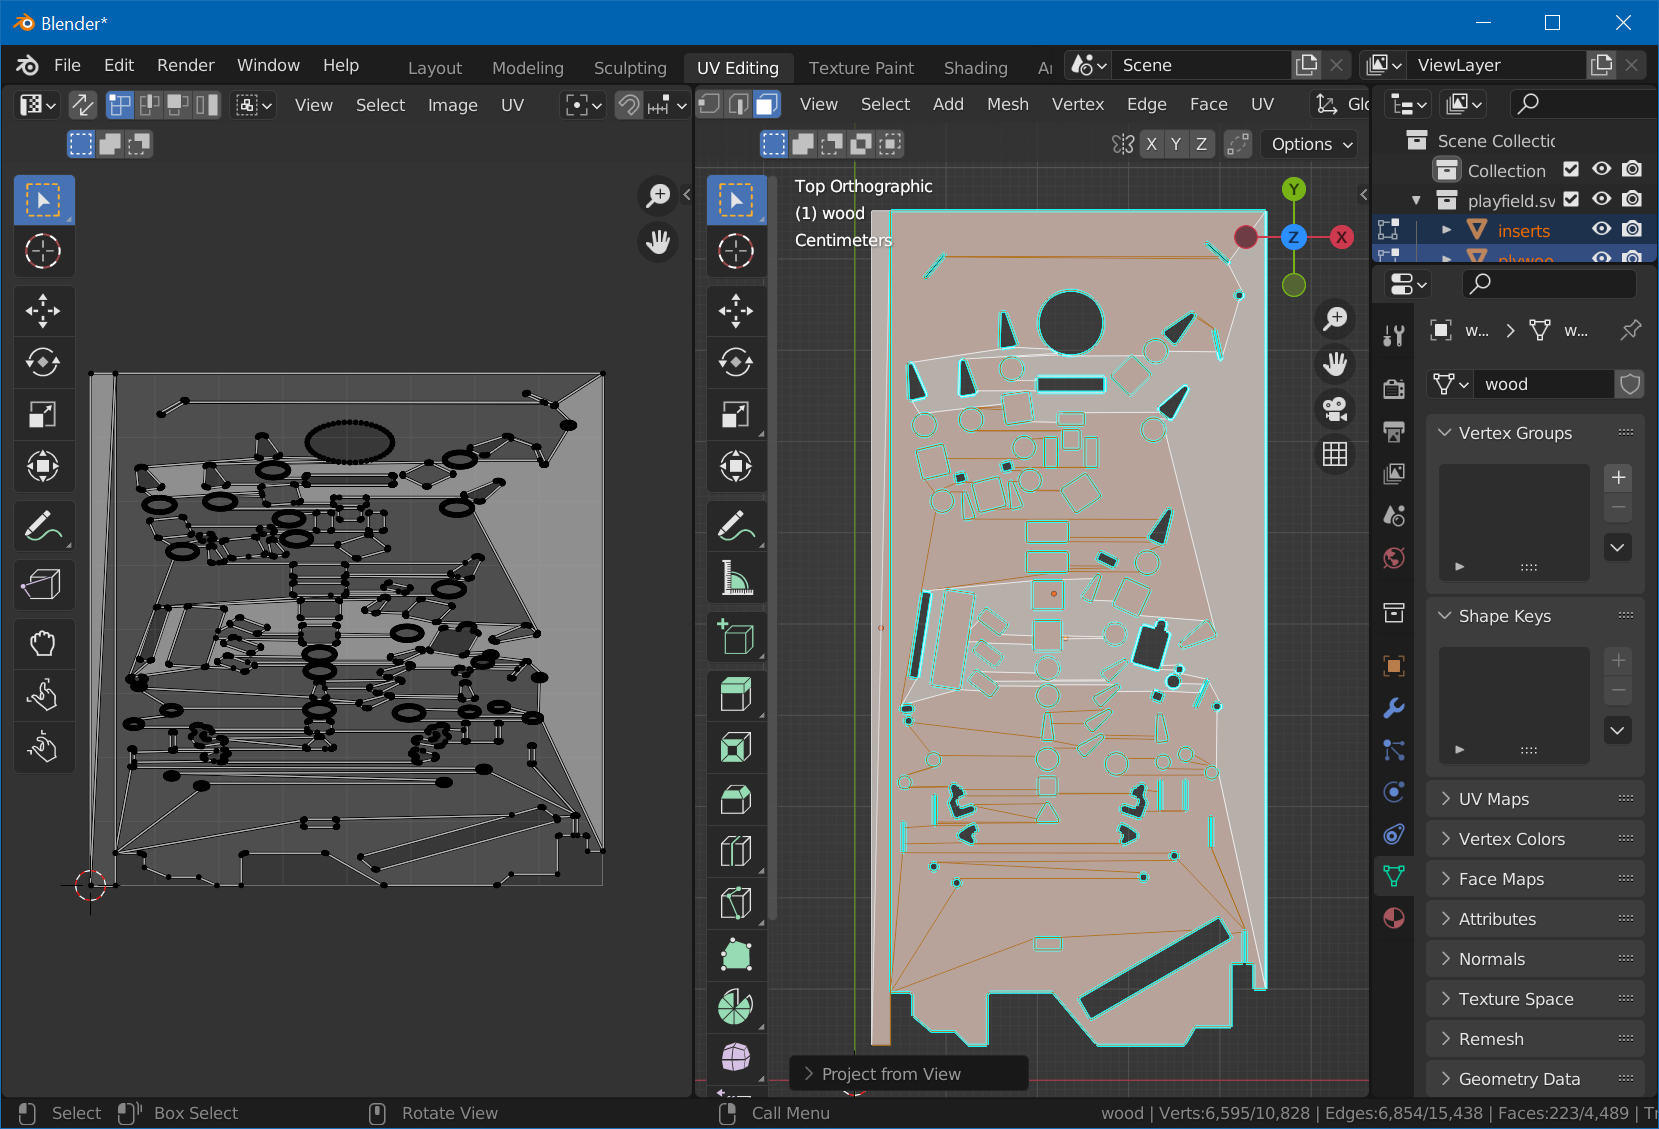 Blender*
File Edit Render Window Help Layout Modeling Sculpting UV Editing Texture Paint Shading Ar Scene ViewLayer
View Select Image UV
View Select Add Mesh Vertex Edge Face UV Glo
X Y Z Options
Top Orthographic
(1) wood
Centimeters
Y
Z
X
Project from View
Scene Collectic
Collection
playfield.sv
inserts
plywoo
w... w...
wood
Vertex Groups
Shape Keys
UV Maps
Vertex Colors
Face Maps
Attributes
Normals
Texture Space
Remesh
Geometry Data
Select Box Select Rotate View Call Menu wood | Verts:6,595/10,828 | Edges:6,854/15,438 | Faces:223/4,489 | Tr